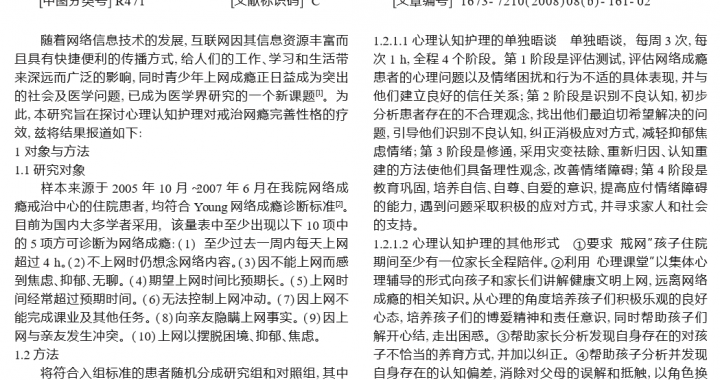 [中图分类号] R471 [文献标识码] C [文章编号] 1673-7210(2008)08(b)-161-02
随着网络信息技术的发展, 互联网因其信息资源丰富而
且具有快捷便利的传播方式, 给人们的工作、学习和生活带
来深远而广泛的影响, 同时青少年上网成瘾正日益成为突出
的社会及医学问题, 已成为医学界研究的一个新课题[1]。为
此, 本研究旨在探讨心理认知护理对戒治网瘾完善性格的疗
效, 兹将结果报道如下:
1 对象与方法
1.1 研究对象
样本来源于 2005 年 10 月 ~2007 年 6 月在我院网络成
瘾戒治中心的住院患者, 均符合 Young 网络成瘾诊断标准[2]。
目前为国内大多学者采用, 该量表中至少出现以下 10 项中
的 5 项方可诊断为网络成瘾: (1) 至少过去一周内每天上网
超过 4 h。(2)不上网时仍想念网络内容。(3)因不能上网而感
到焦虑、抑郁、无聊。(4)期望上网时间比预期长。(5)上网时
间经常超过预期时间。(6)无法控制上网冲动。(7)因上网不
能完成课业及其他任务。(8)向亲友隐瞒上网事实。(9)因上
网与亲友发生冲突。(10)上网以摆脱困境、抑郁、焦虑。
1.2 方法
将符合入组标准的患者随机分成研究组和对照组, 其中
1.2.1.1 心理认知护理的单独晤谈 单独晤谈, 每周 3 次, 每
次 1 h, 全程 4 个阶段。第 1 阶段是评估测试, 评估网络成瘾
患者的心理问题以及情绪困扰和行为不适的具体表现, 并与
他们建立良好的信任关系; 第 2 阶段是识别不良认知, 初步
分析患者存在的不合理观念, 找出他们最迫切希望解决的问
题, 引导他们识别不良认知, 纠正消极应对方式, 减轻抑郁焦
虑情绪; 第 3 阶段是修通, 采用灾变祛除、重新归因、认知重
建的方法使他们具备理性观念, 改善情绪障碍; 第 4 阶段是
教育巩固, 培养自信、自尊、自爱的意识, 提高应付情绪障碍
的能力, 遇到问题采取积极的应对方式, 并寻求家人和社会
的支持。
1.2.1.2 心理认知护理的其他形式 ①要求 戒网"孩子住院
期间至少有一位家长全程陪伴。②利用 心理课堂"以集体心
理辅导的形式向孩子和家长们讲解健康文明上网, 远离网络
成瘾的相关知识。从心理的角度培养孩子们积极乐观的良好
心态, 培养孩子们的博爱精神和责任意识, 同时帮助孩子们
解开心结, 走出困惑。③帮助家长分析发现自身存在的对孩
子不恰当的养育方式, 并加以纠正。④帮助孩子分析并发现
自身存在的认知偏差, 消除对父母的误解和抵触, 以角色换